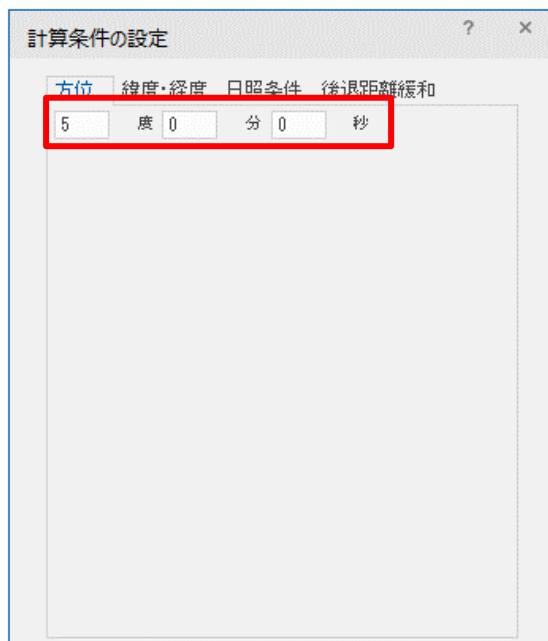 計算条件の設定 ? ×
方位 緯度・経度 日照条件 後退距離緩和
5 度 0 分 0 秒